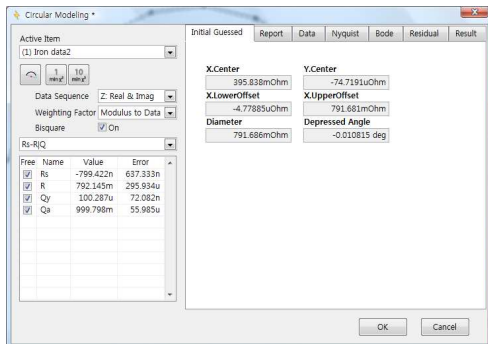 Circular Modeling *
Active Item
(1) Iron data2
1 min χ² 10 min χ²
Data Sequence Z: Real & Imag
Weighting Factor Modulus to Data
Bisquare On
Rs-R|Q
Free Name Value Error
Rs -799.422n 637.333n
R 792.145m 295.934u
Qy 100.287u 72.082n
Qa 999.798m 55.985u
Initial Guessed Report Data Nyquist Bode Residual Result
X.Center Y.Center
395.838mOhm -74.7191uOhm
X.LowerOffset X.UpperOffset
-4.77885uOhm 791.681mOhm
Diameter Depressed Angle
791.686mOhm -0.010815 deg
OK Cancel